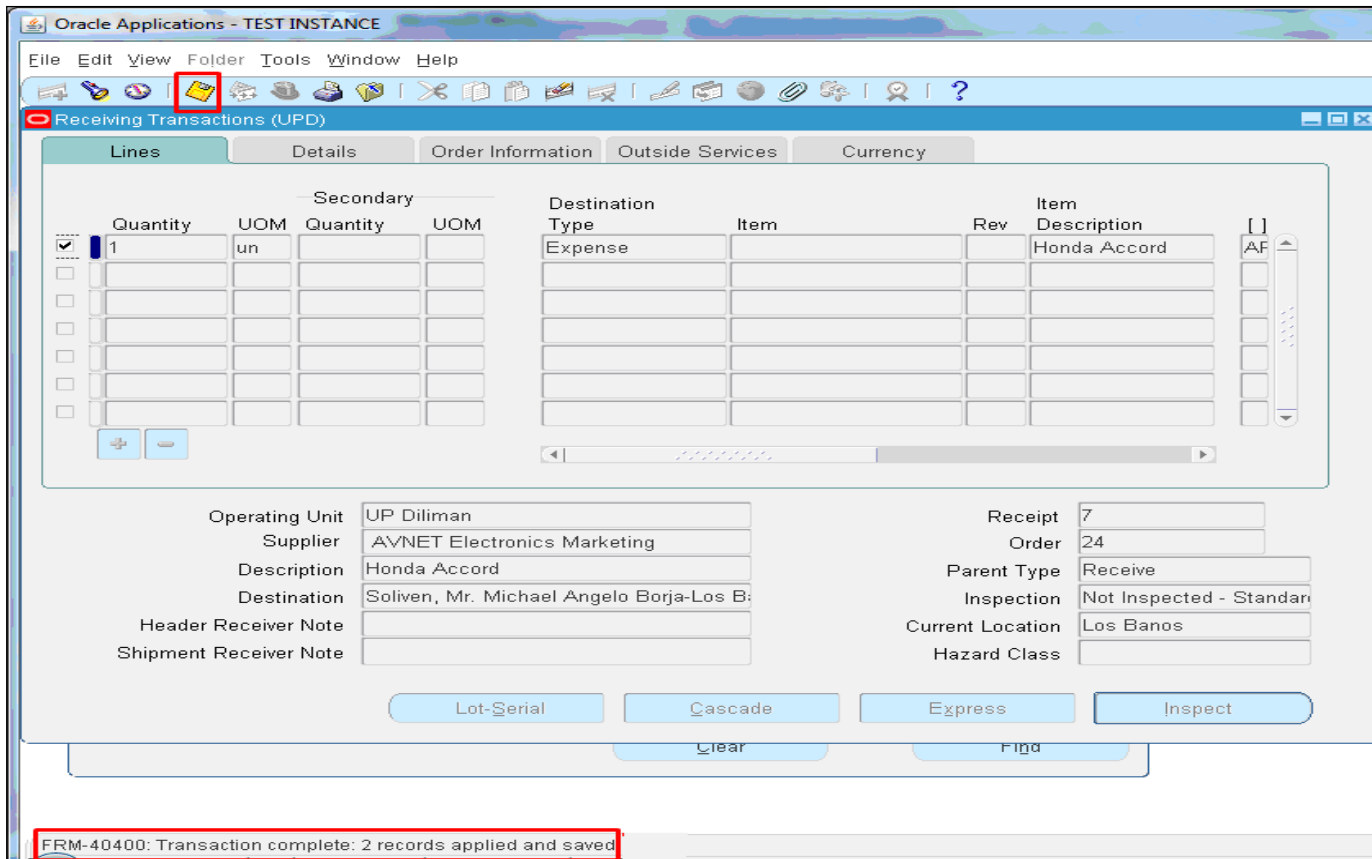 Oracle Applications - TEST INSTANCE
File Edit View Folder Tools Window Help
?
Receiving Transactions (UPD)
Lines Details Order Information Outside Services Currency
Secondary Destination Item
Quantity UOM Quantity UOM Type Item Rev Description [ ]
1 un Expense Honda Accord
Operating Unit UP Diliman Receipt 7
Supplier AVNET Electronics Marketing Order 24
Description Honda Accord Parent Type Receive
Destination Soliven, Mr. Michael Angelo Borja-Los Inspection Not Inspected - Standar
Header Receiver Note Current Location Los Banos
Shipment Receiver Note Hazard Class
Lot-Serial Cascade Express Inspect
Clear Find
FRM-40400: Transaction complete: 2 records applied and saved